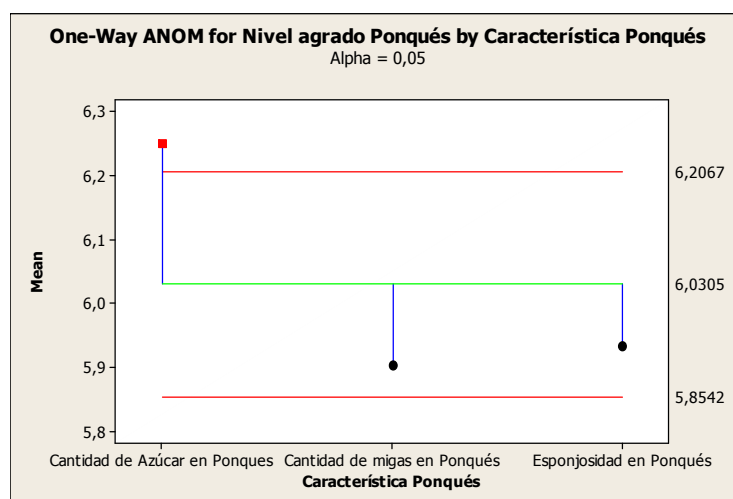 One-Way ANOM for Nivel agrado Ponqués by Característica Ponqués
Alpha = 0,05
6,3
6,2
6,1
6,0
5,9
5,8
Mean
6,2067
6,0305
5,8542
Cantidad de Azúcar en Ponques
Cantidad de migas en Ponqués
Esponjosidad en Ponqués
Característica Ponqués